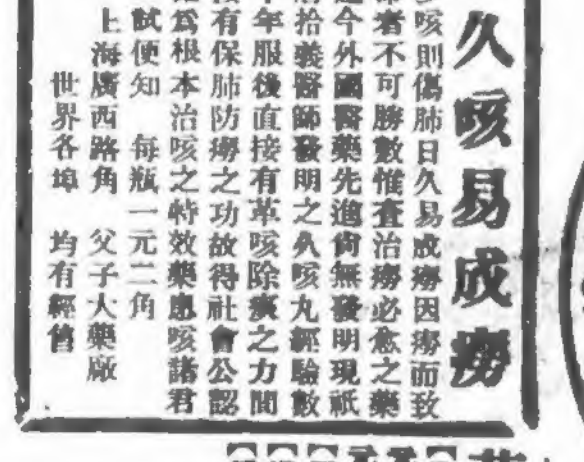 久咳易成癆
多咳則傷肺日久易成癆因癆而致
者不可勝數惟查治癆必愈之藥
今外國醫藥先進尚無發明現祇
拾義醫師發明之久咳丸經驗數
年服後直接有革咳除痰之力間
有保肺防癆之功故得社會公認
爲根本治咳之特效藥患咳諸君
試便知　每瓶一元二角
上海廣西路角　父子大藥廠
世界各埠　均有經售